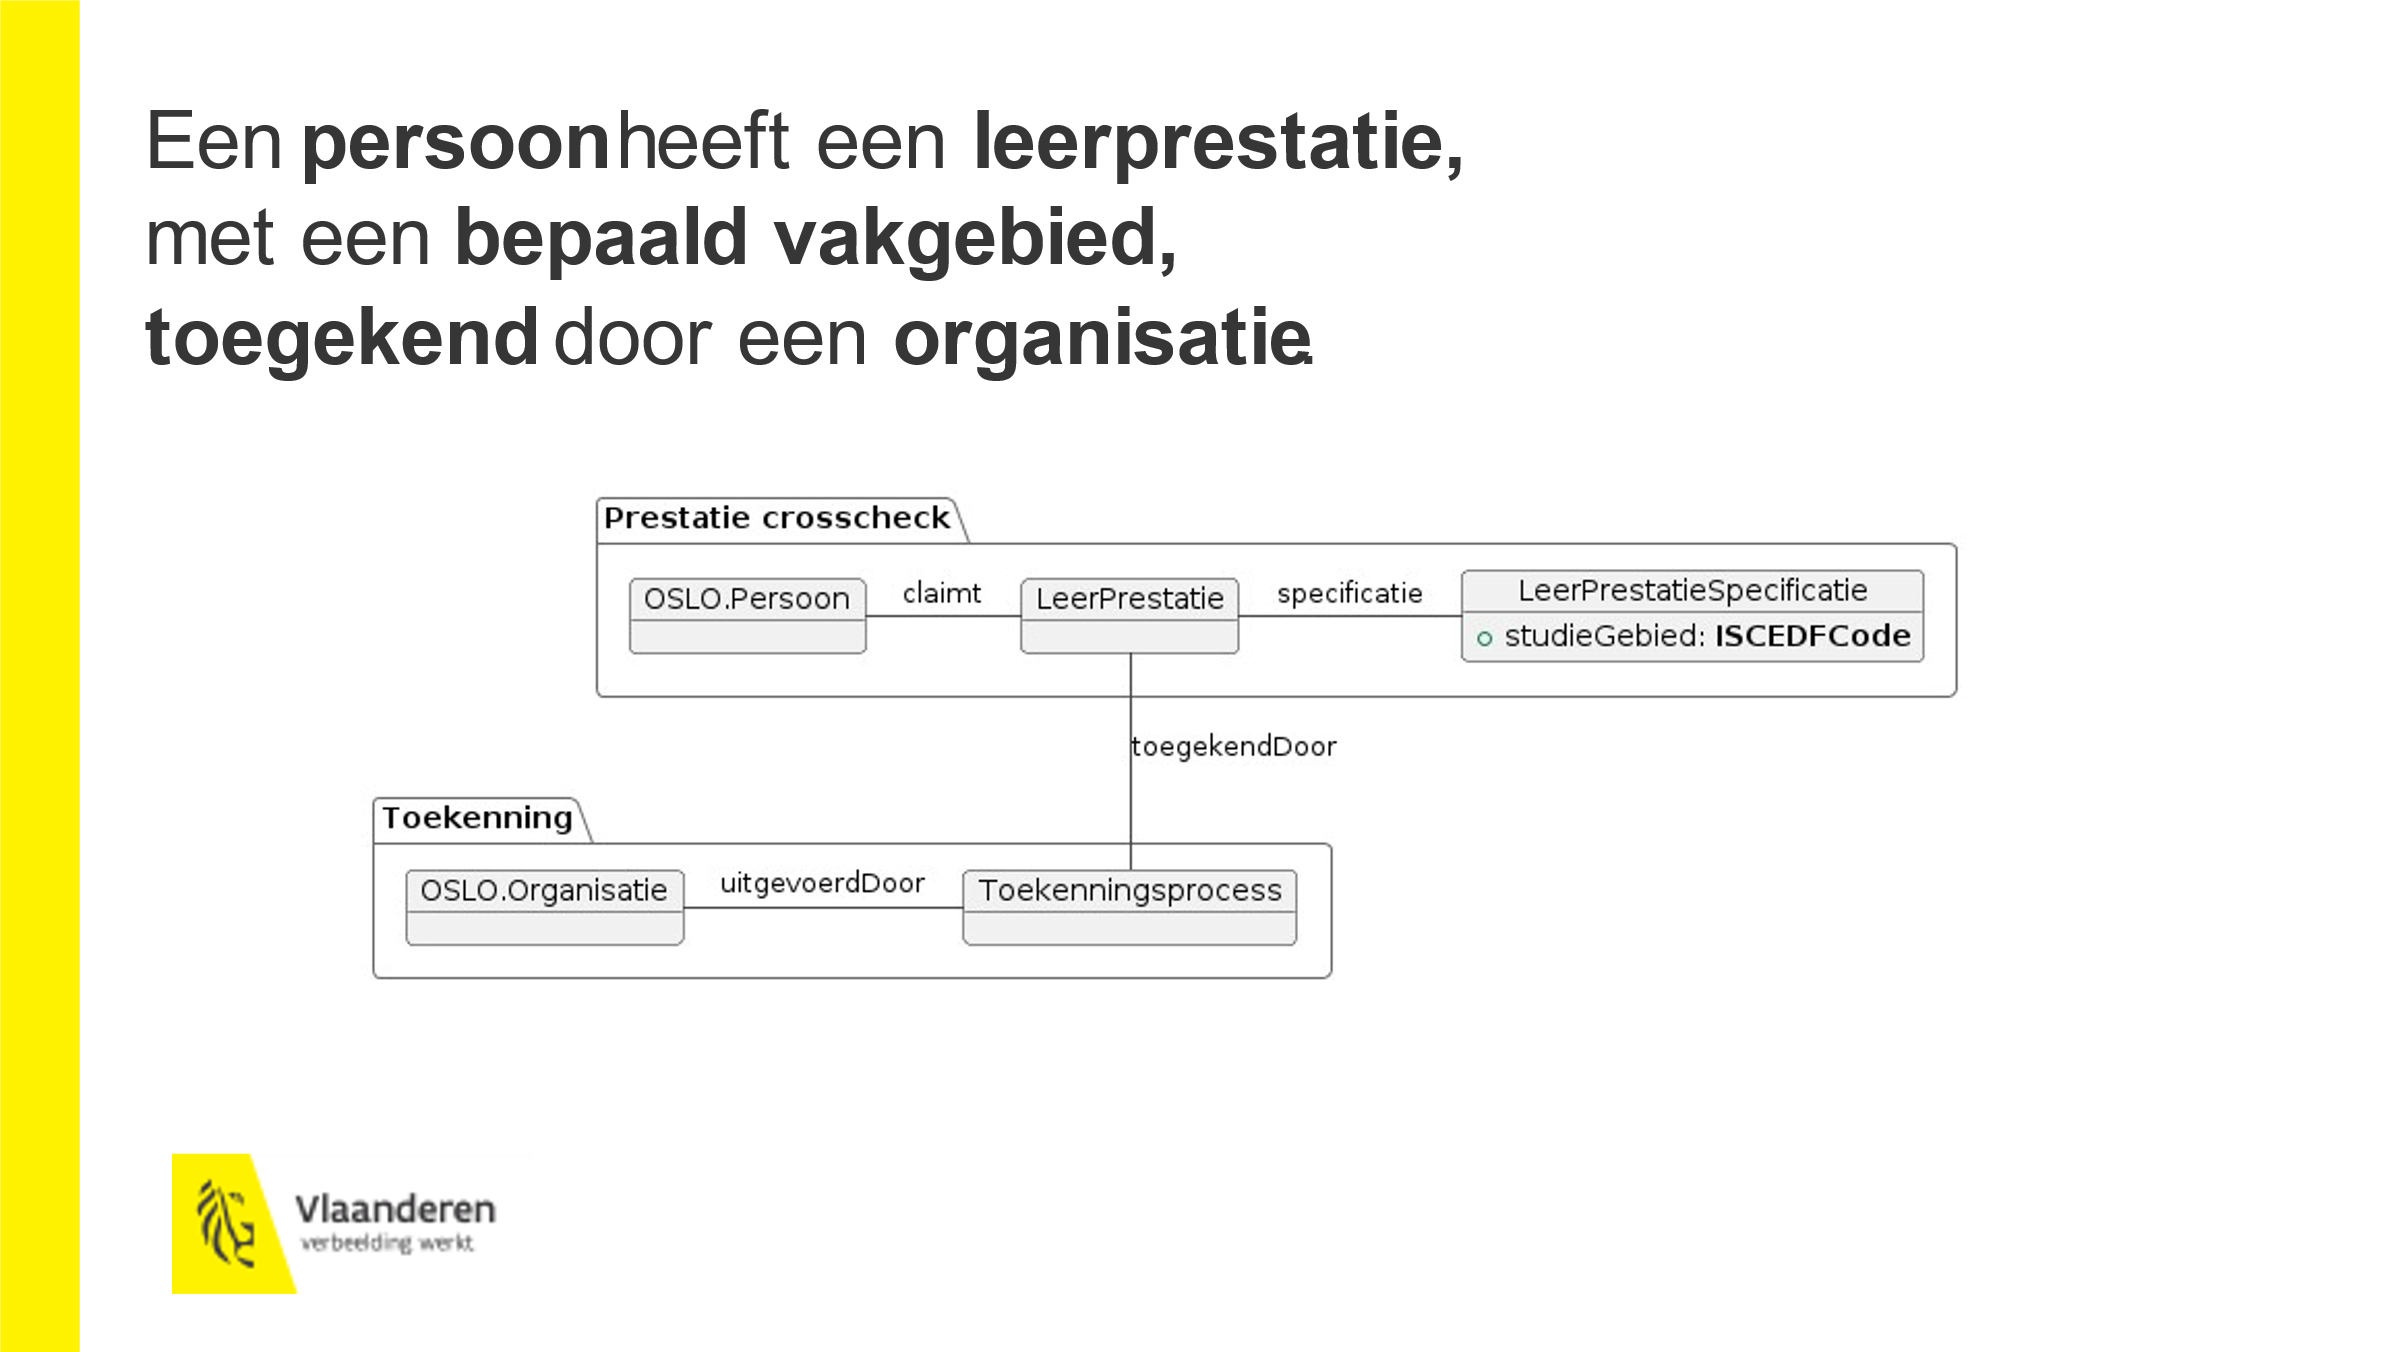 Een persoon heeft een leerprestatie,
met een bepaald vakgebied,
toegekend door een organisatie.
Prestatie crosscheck
OSLO.Persoon
claimt
LeerPrestatie
specificatie
LeerPrestatieSpecificatie
studieGebied: ISCEDFCode
toegekendDoor
Toekenning
OSLO.Organisatie
uitgevoerdDoor
Toekenningsprocess
Vlaanderen
verbeelding werkt